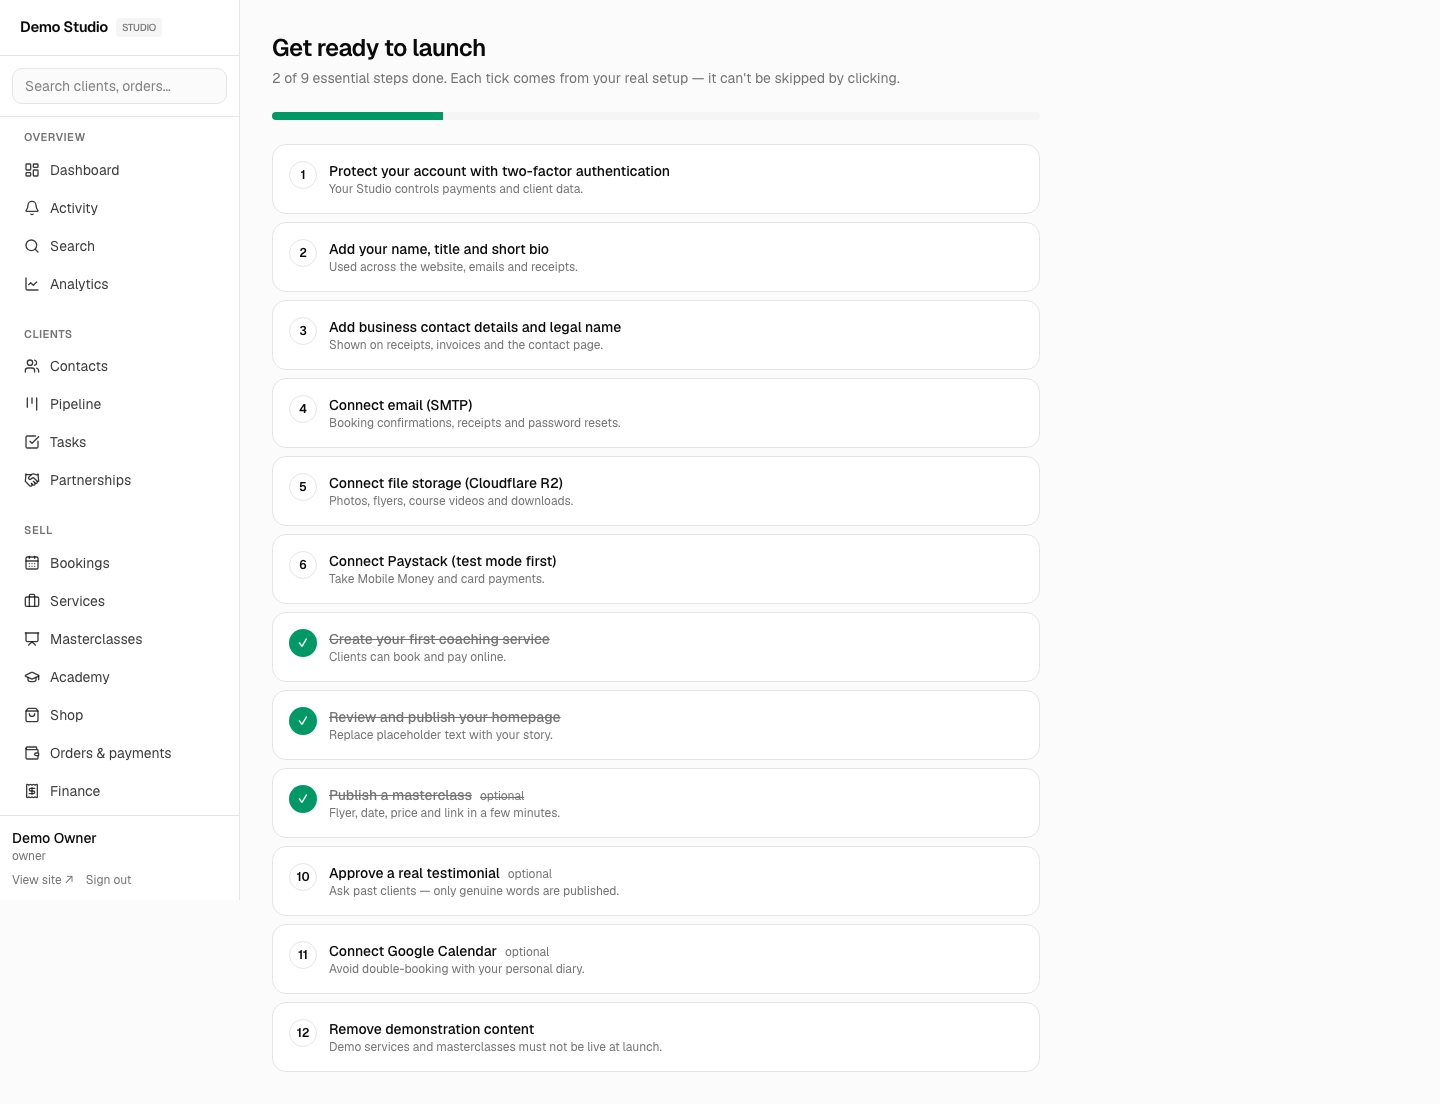 Demo Studio STUDIO
Search clients, orders...
OVERVIEW
Dashboard
Activity
Search
Analytics
CLIENTS
Contacts
Pipeline
Tasks
Partnerships
SELL
Bookings
Services
Masterclasses
Academy
Shop
Orders & payments
Finance
Demo Owner
owner
View site ↗ Sign out
Get ready to launch
2 of 9 essential steps done. Each tick comes from your real setup — it can't be skipped by clicking.
1 Protect your account with two-factor authentication
Your Studio controls payments and client data.
2 Add your name, title and short bio
Used across the website, emails and receipts.
3 Add business contact details and legal name
Shown on receipts, invoices and the contact page.
4 Connect email (SMTP)
Booking confirmations, receipts and password resets.
5 Connect file storage (Cloudflare R2)
Photos, flyers, course videos and downloads.
6 Connect Paystack (test mode first)
Take Mobile Money and card payments.
✓ Create your first coaching service
Clients can book and pay online.
✓ Review and publish your homepage
Replace placeholder text with your story.
✓ Publish a masterclass optional
Flyer, date, price and link in a few minutes.
10 Approve a real testimonial optional
Ask past clients — only genuine words are published.
11 Connect Google Calendar optional
Avoid double-booking with your personal diary.
12 Remove demonstration content
Demo services and masterclasses must not be live at launch.